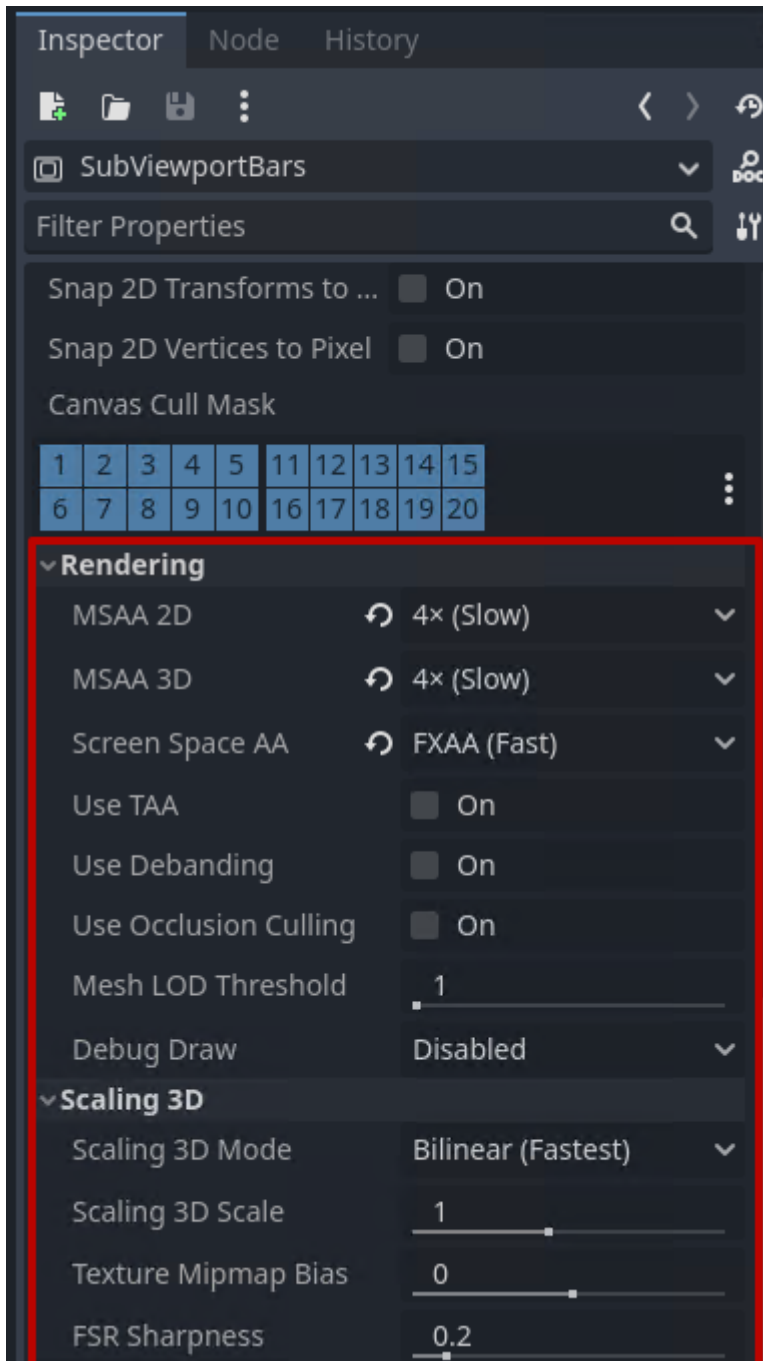 Inspector Node History
SubViewportBars
DOC
Filter Properties
Snap 2D Transforms to ... On
Snap 2D Vertices to Pixel On
Canvas Cull Mask
1 2 3 4 5 11 12 13 14 15
6 7 8 9 10 16 17 18 19 20
Rendering
MSAA 2D 4× (Slow)
MSAA 3D 4× (Slow)
Screen Space AA FXAA (Fast)
Use TAA On
Use Debanding On
Use Occlusion Culling On
Mesh LOD Threshold 1
Debug Draw Disabled
Scaling 3D
Scaling 3D Mode Bilinear (Fastest)
Scaling 3D Scale 1
Texture Mipmap Bias 0
FSR Sharpness 0.2